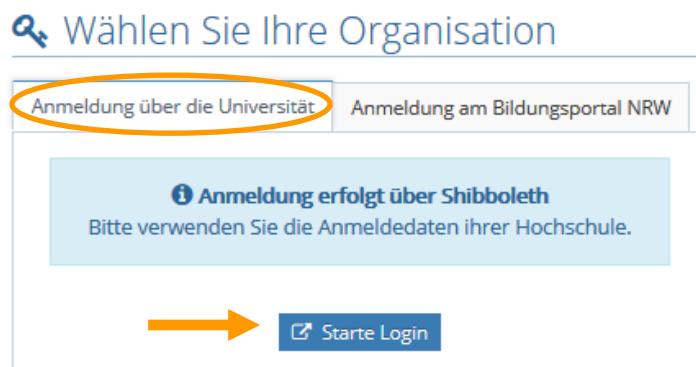 Wählen Sie Ihre Organisation
Anmeldung über die Universität
Anmeldung am Bildungsportal NRW
Anmeldung erfolgt über Shibboleth
Bitte verwenden Sie die Anmeldedaten ihrer Hochschule.
Starte Login